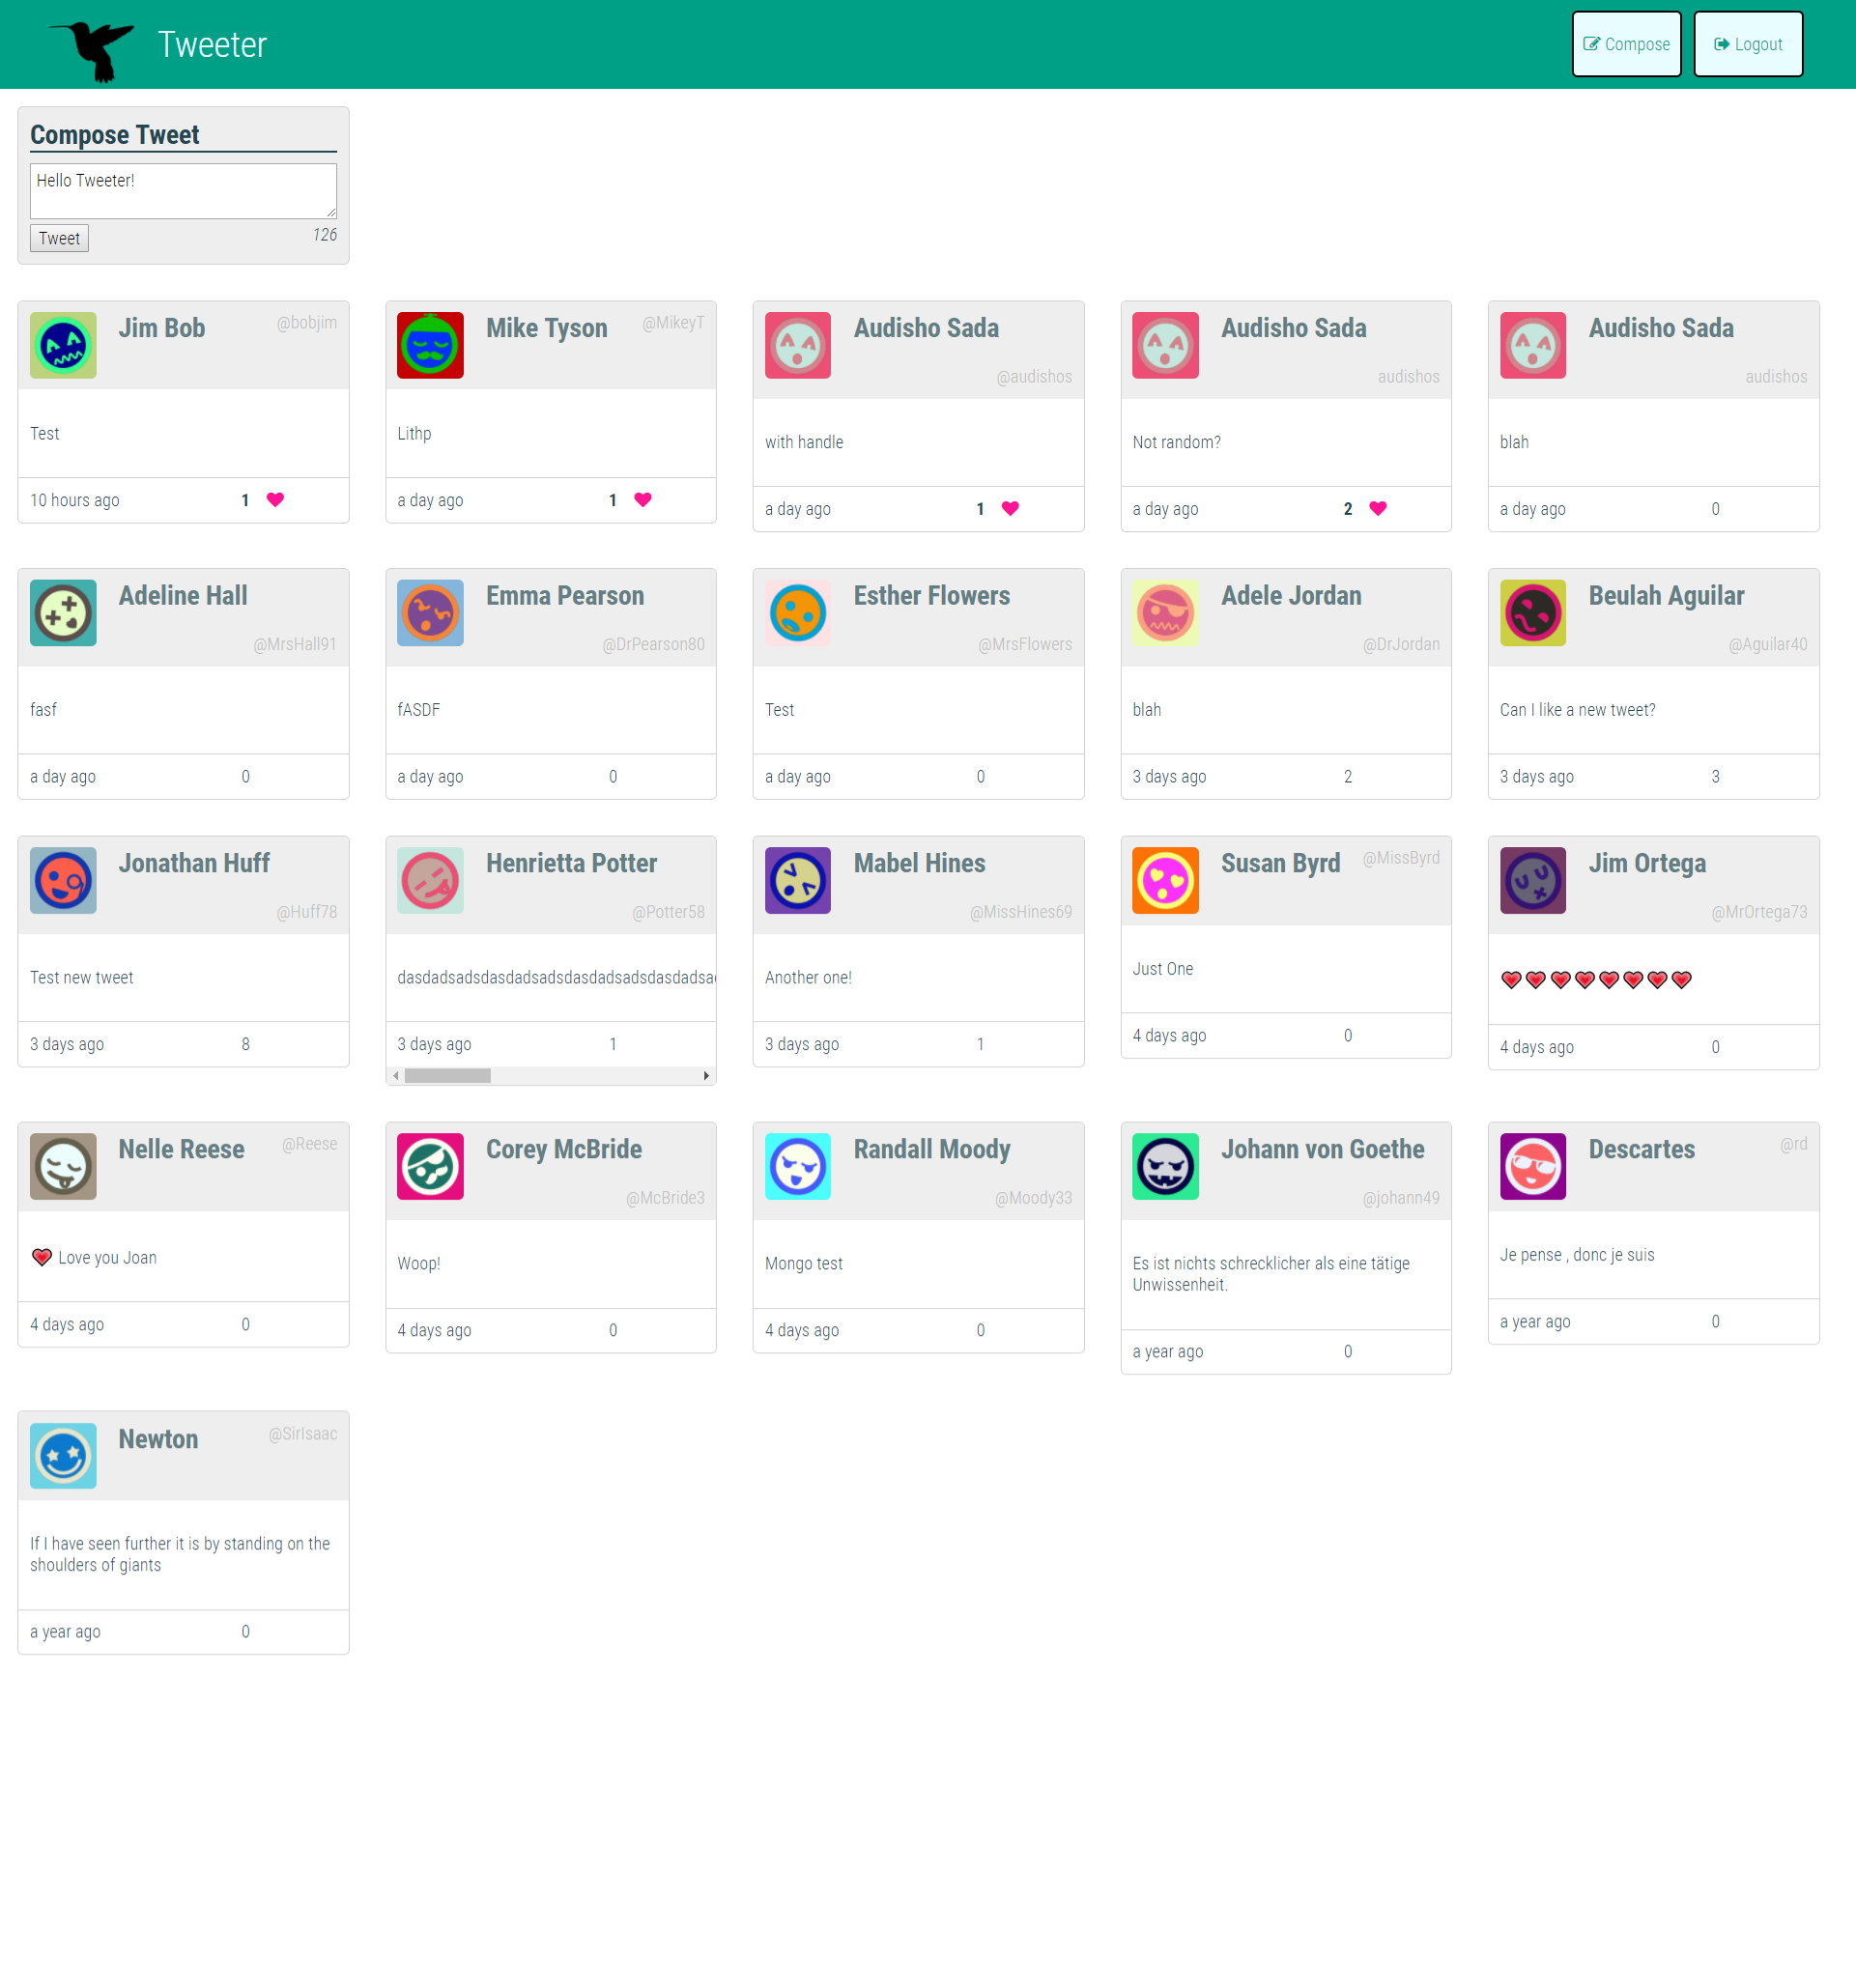 Tweeter
Compose
Logout
Compose Tweet
Hello Tweeter!
Tweet
126
Jim Bob
@bobjim
Test
10 hours ago
1
Mike Tyson
@MikeyT
Lithp
a day ago
1
Audisho Sada
@audishos
with handle
a day ago
1
Audisho Sada
audishos
Not random?
a day ago
2
Audisho Sada
audishos
blah
a day ago
0
Adeline Hall
@MrsHall91
fasf
a day ago
0
Emma Pearson
@DrPearson80
fASDF
a day ago
0
Esther Flowers
@MrsFlowers
Test
a day ago
0
Adele Jordan
@DrJordan
blah
3 days ago
2
Beulah Aguilar
@Aguilar40
Can I like a new tweet?
3 days ago
3
Jonathan Huff
@Huff78
Test new tweet
3 days ago
8
Henrietta Potter
@Potter58
3 days ago
1
Mabel Hines
@MissHines69
Another one!
3 days ago
1
Susan Byrd
@MissByrd
Just One
4 days ago
0
Jim Ortega
@MrOrtega73
4 days ago
0
Nelle Reese
@Reese
Love you Joan
4 days ago
0
Corey McBride
@McBride3
Woop!
4 days ago
0
Randall Moody
@Moody33
Mongo test
4 days ago
0
Johann von Goethe
@johann49
Es ist nichts schrecklicher als eine tätige
Unwissenheit.
a year ago
0
Descartes
@rd
Je pense , donc je suis
a year ago
0
Newton
@SirIsaac
If I have seen further it is by standing on the
shoulders of giants
a year ago
0